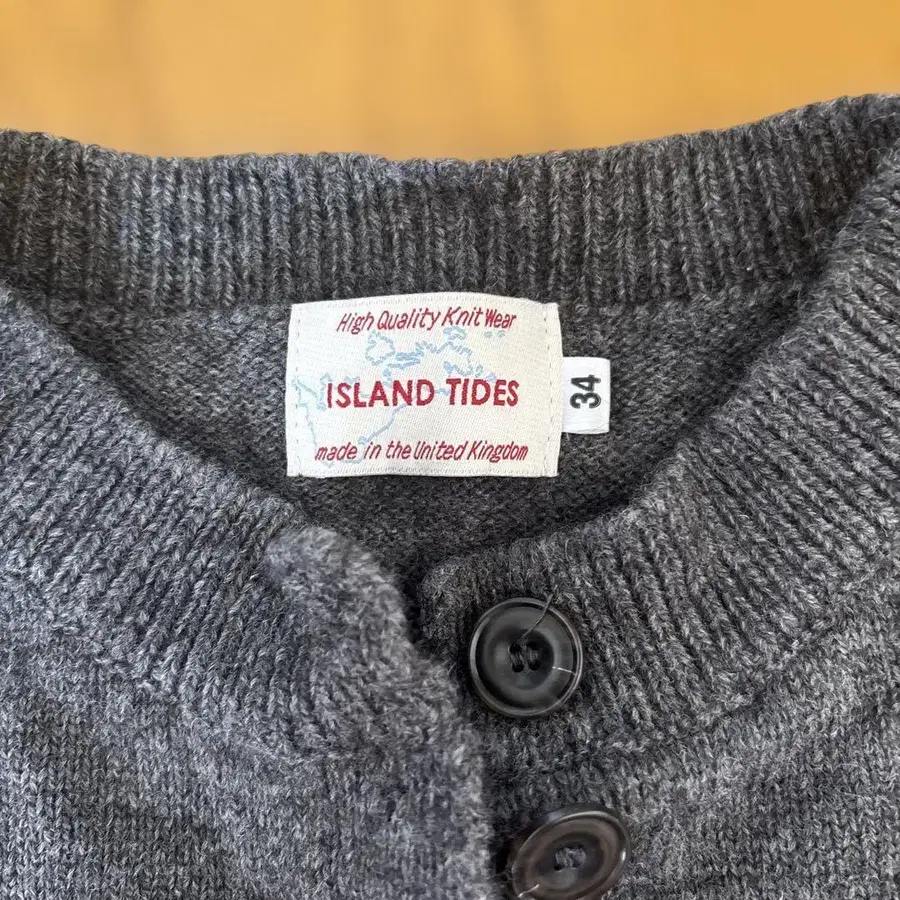 High Quality Knit Wear
ISLAND TIDES
made in the United Kingdom
34